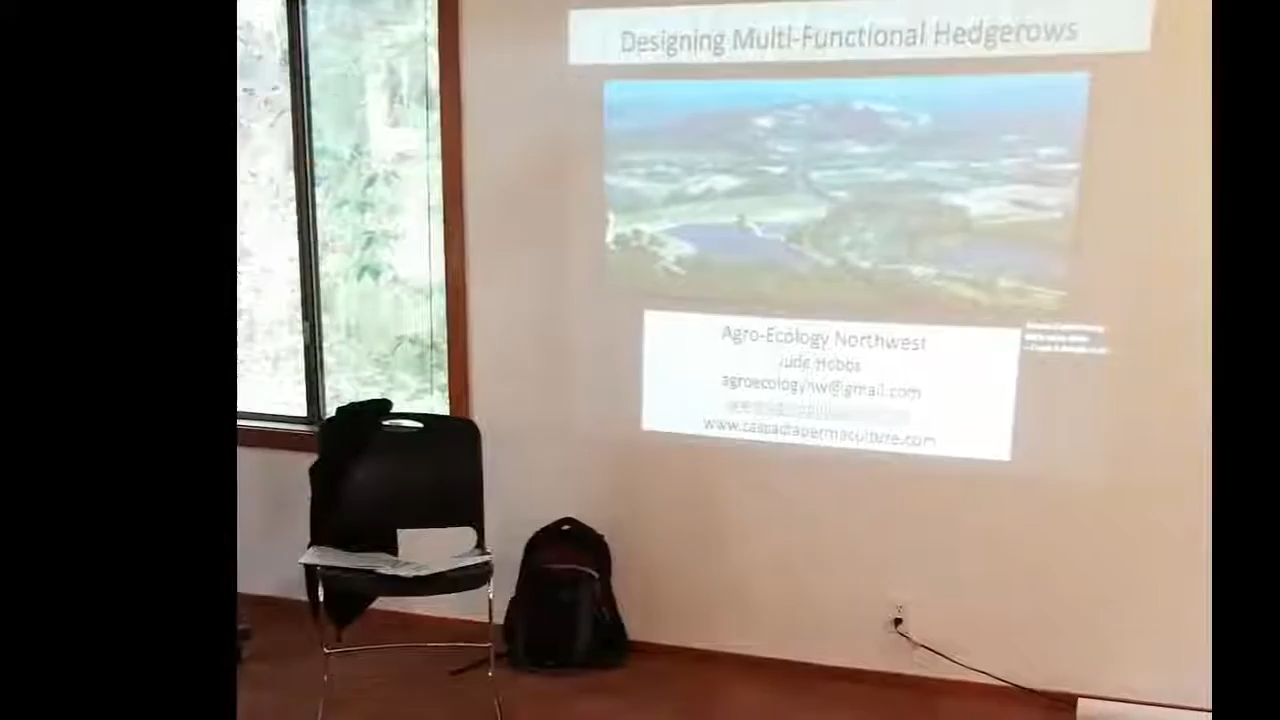 Designing Multi-Functional Hedgerows
Agro-Ecology Northwest
Jude Hobbs
agroecologynw@gmail.com
www.cascadiapermaculture.com